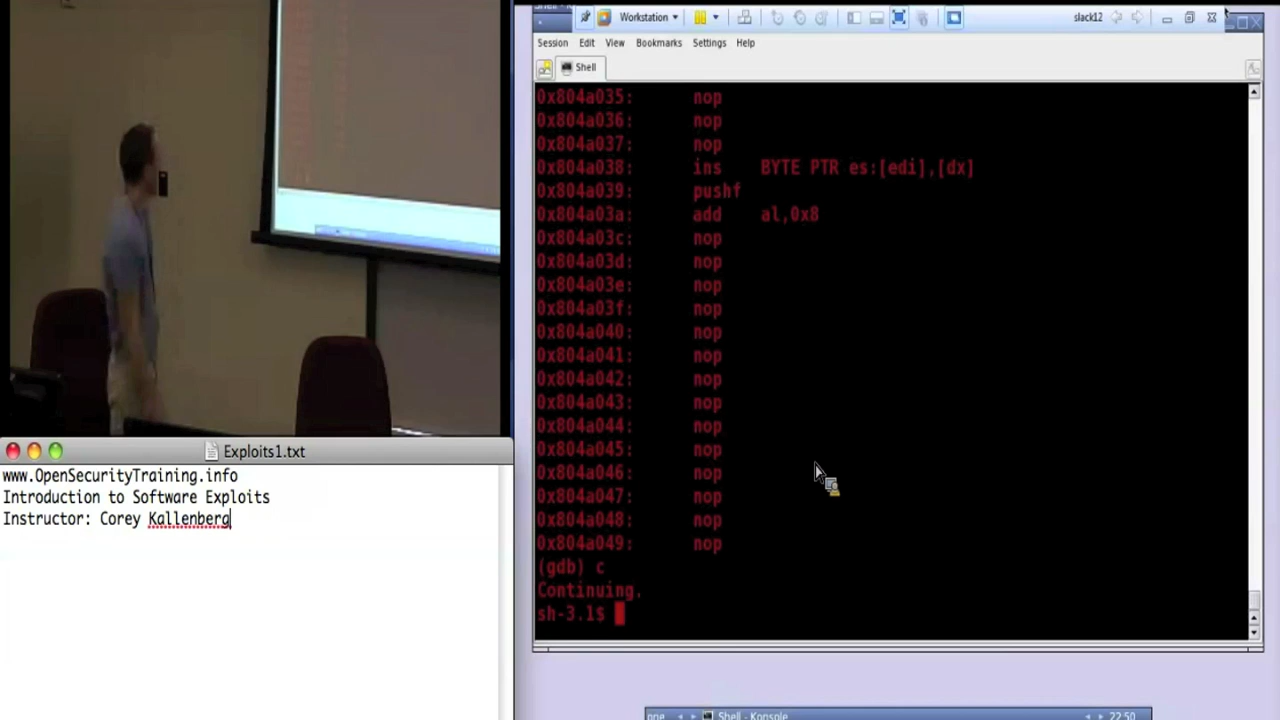 Workstation
slack12
Session Edit View Bookmarks Settings Help
Shell
0x804a035: nop
0x804a036: nop
0x804a037: nop
0x804a038: ins BYTE PTR es:[edi],[dx]
0x804a039: pushf
0x804a03a: add al,0x8
0x804a03c: nop
0x804a03d: nop
0x804a03e: nop
0x804a03f: nop
0x804a040: nop
0x804a041: nop
0x804a042: nop
0x804a043: nop
0x804a044: nop
0x804a045: nop
0x804a046: nop
0x804a047: nop
0x804a048: nop
0x804a049: nop
(gdb) c
Continuing.
sh-3.1$
Exploits1.txt
www.OpenSecurityTraining.info
Introduction to Software Exploits
Instructor: Corey Kallenberg
Shell - Konsole
22:50